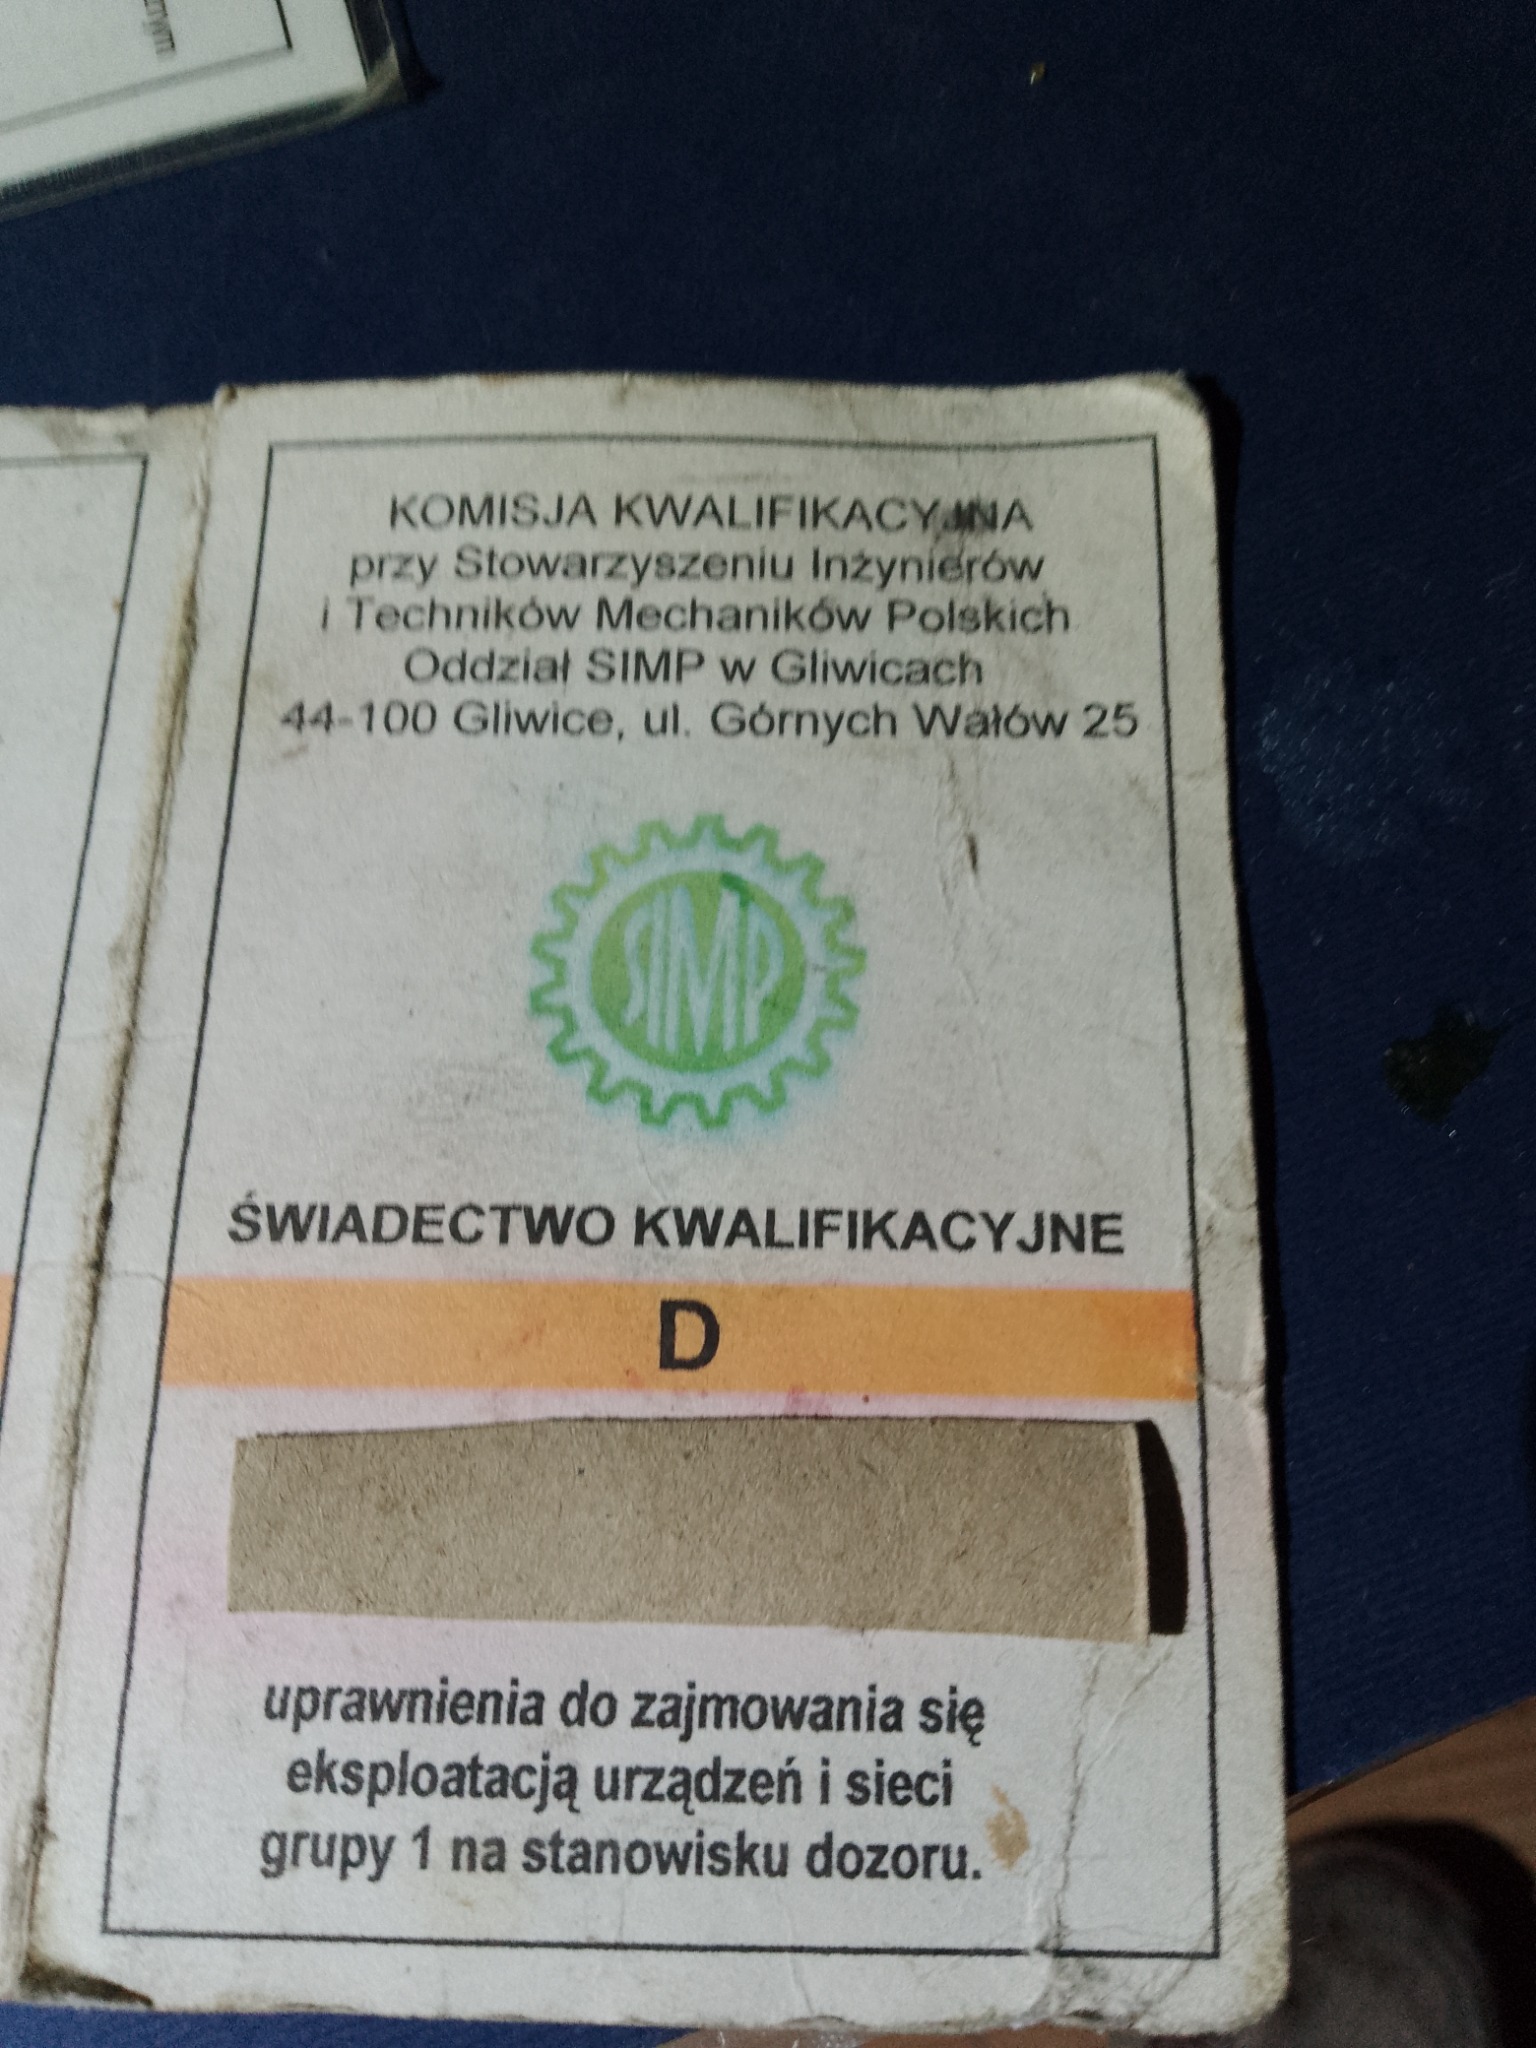 znym
KOMISJA KWALIFIKACYJNA
przy Stowarzyszeniu Inżynierów
i Techników Mechaników Polskich
Oddział SIMP w Gliwicach
44-100 Gliwice, ul. Górnych Wałów 25
SIMP
ŚWIADECTWO KWALIFIKACYJNE
D
uprawnienia do zajmowania się
eksploatacją urządzeń i sieci
grupy 1 na stanowisku dozoru.